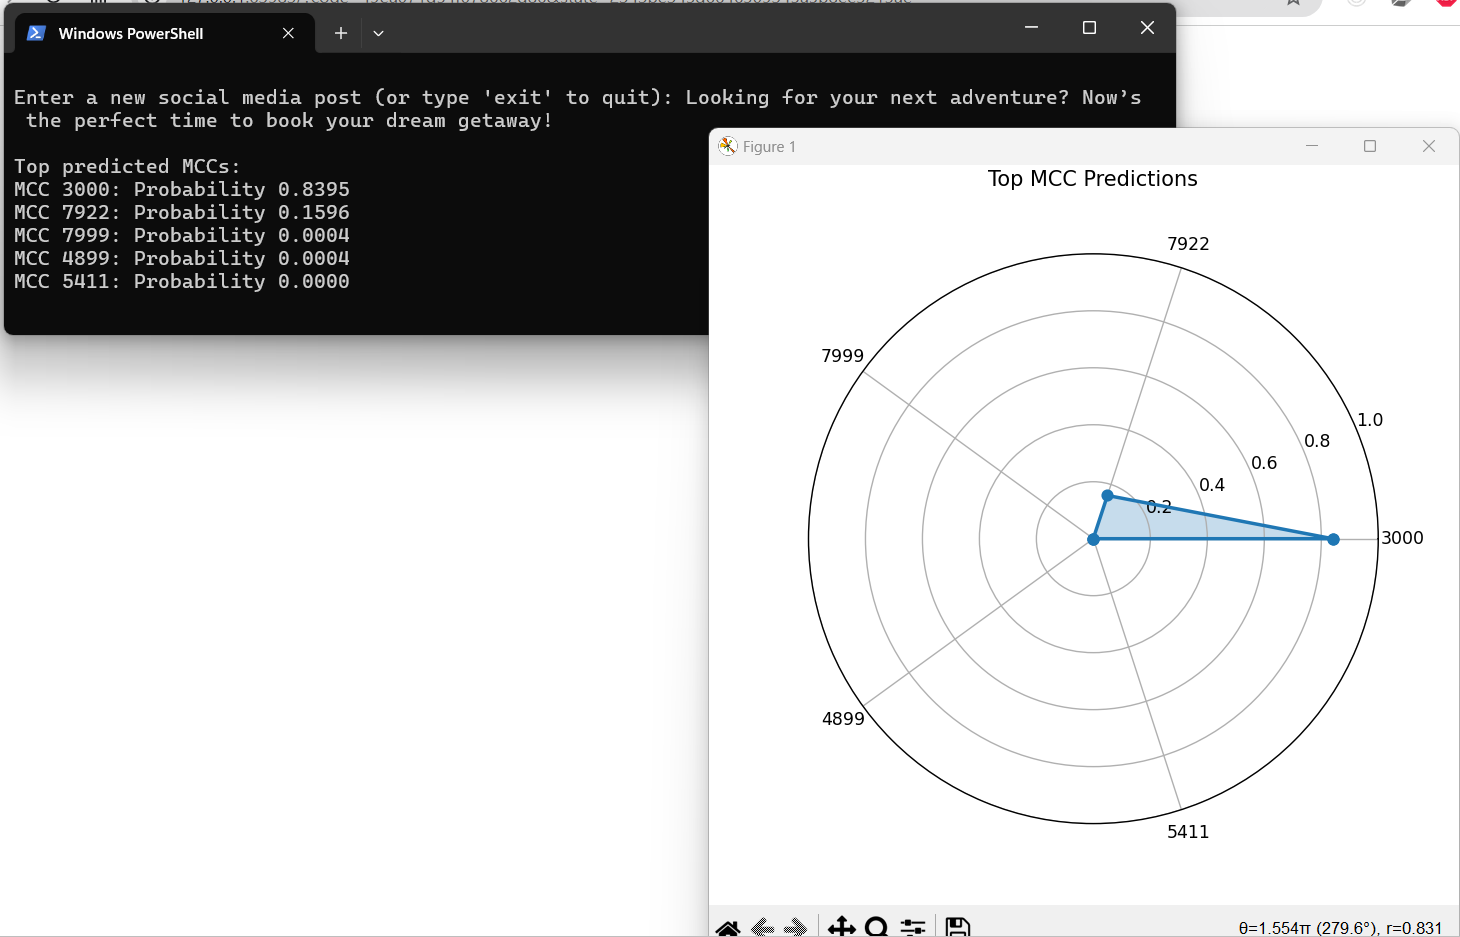 Windows PowerShell
Enter a new social media post (or type 'exit' to quit): Looking for your next adventure? Now’s
the perfect time to book your dream getaway!
Top predicted MCCs:
MCC 3000: Probability 0.8395
MCC 7922: Probability 0.1596
MCC 7999: Probability 0.0004
MCC 4899: Probability 0.0004
MCC 5411: Probability 0.0000
Figure 1
Top MCC Predictions
7922
7999
1.0
0.8
0.6
0.4
0.2
3000
4899
5411
θ=1.554π (279.6°), r=0.831